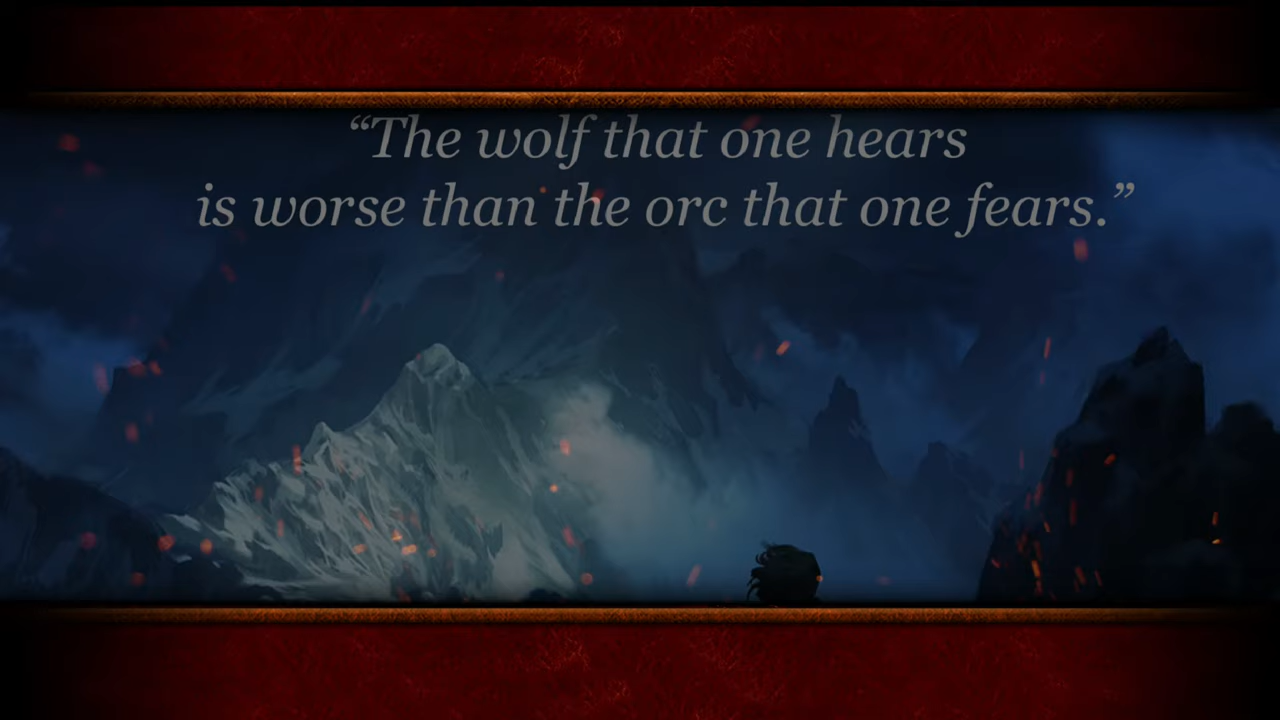 “The wolf that one hears
is worse than the orc that one fears.”